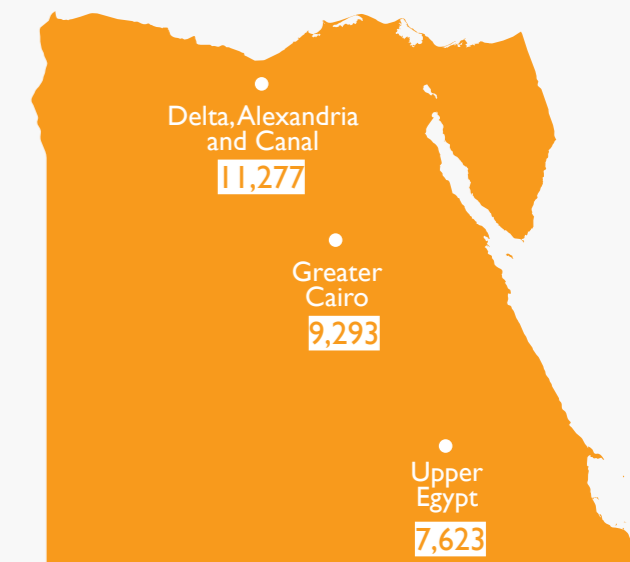 Delta, Alexandria
and Canal
11,277
Greater
Cairo
9,293
Upper
Egypt
7,623